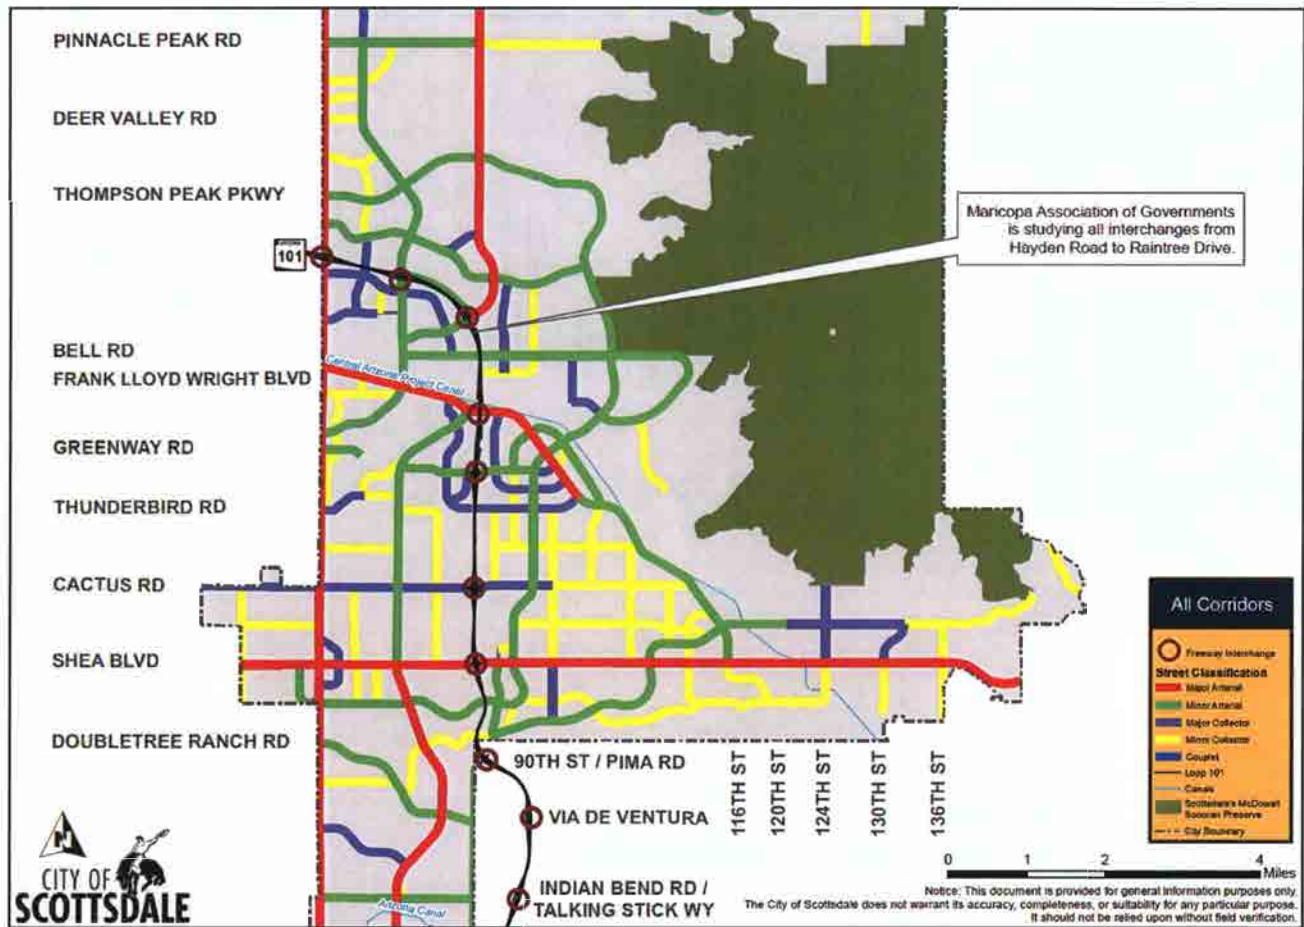 PINNACLE PEAK RD
DEER VALLEY RD
THOMPSON PEAK PKWY
101
Maricopa Association of Governments
is studying all interchanges from
Hayden Road to Raintree Drive.
BELL RD
FRANK LLOYD WRIGHT BLVD
Central Arizona Project Canal
GREENWAY RD
THUNDERBIRD RD
CACTUS RD
SHEA BLVD
DOUBLETREE RANCH RD
90TH ST / PIMA RD
VIA DE VENTURA
INDIAN BEND RD /
TALKING STICK WY
116TH ST
120TH ST
124TH ST
130TH ST
136TH ST
Arizona Canal
All Corridors
Freeway Interchange
Street Classification
Major Arterial
Minor Arterial
Major Collector
Minor Collector
Couplet
Loop 101
Canals
Scottsdale's McDowell
Sonoran Preserve
City Boundary
0 1 2 4
Miles
N
CITY OF
SCOTTSDALE
Notice: This document is provided for general information purposes only.
The City of Scottsdale does not warrant its accuracy, completeness, or suitability for any particular purpose.
It should not be relied upon without field verification.